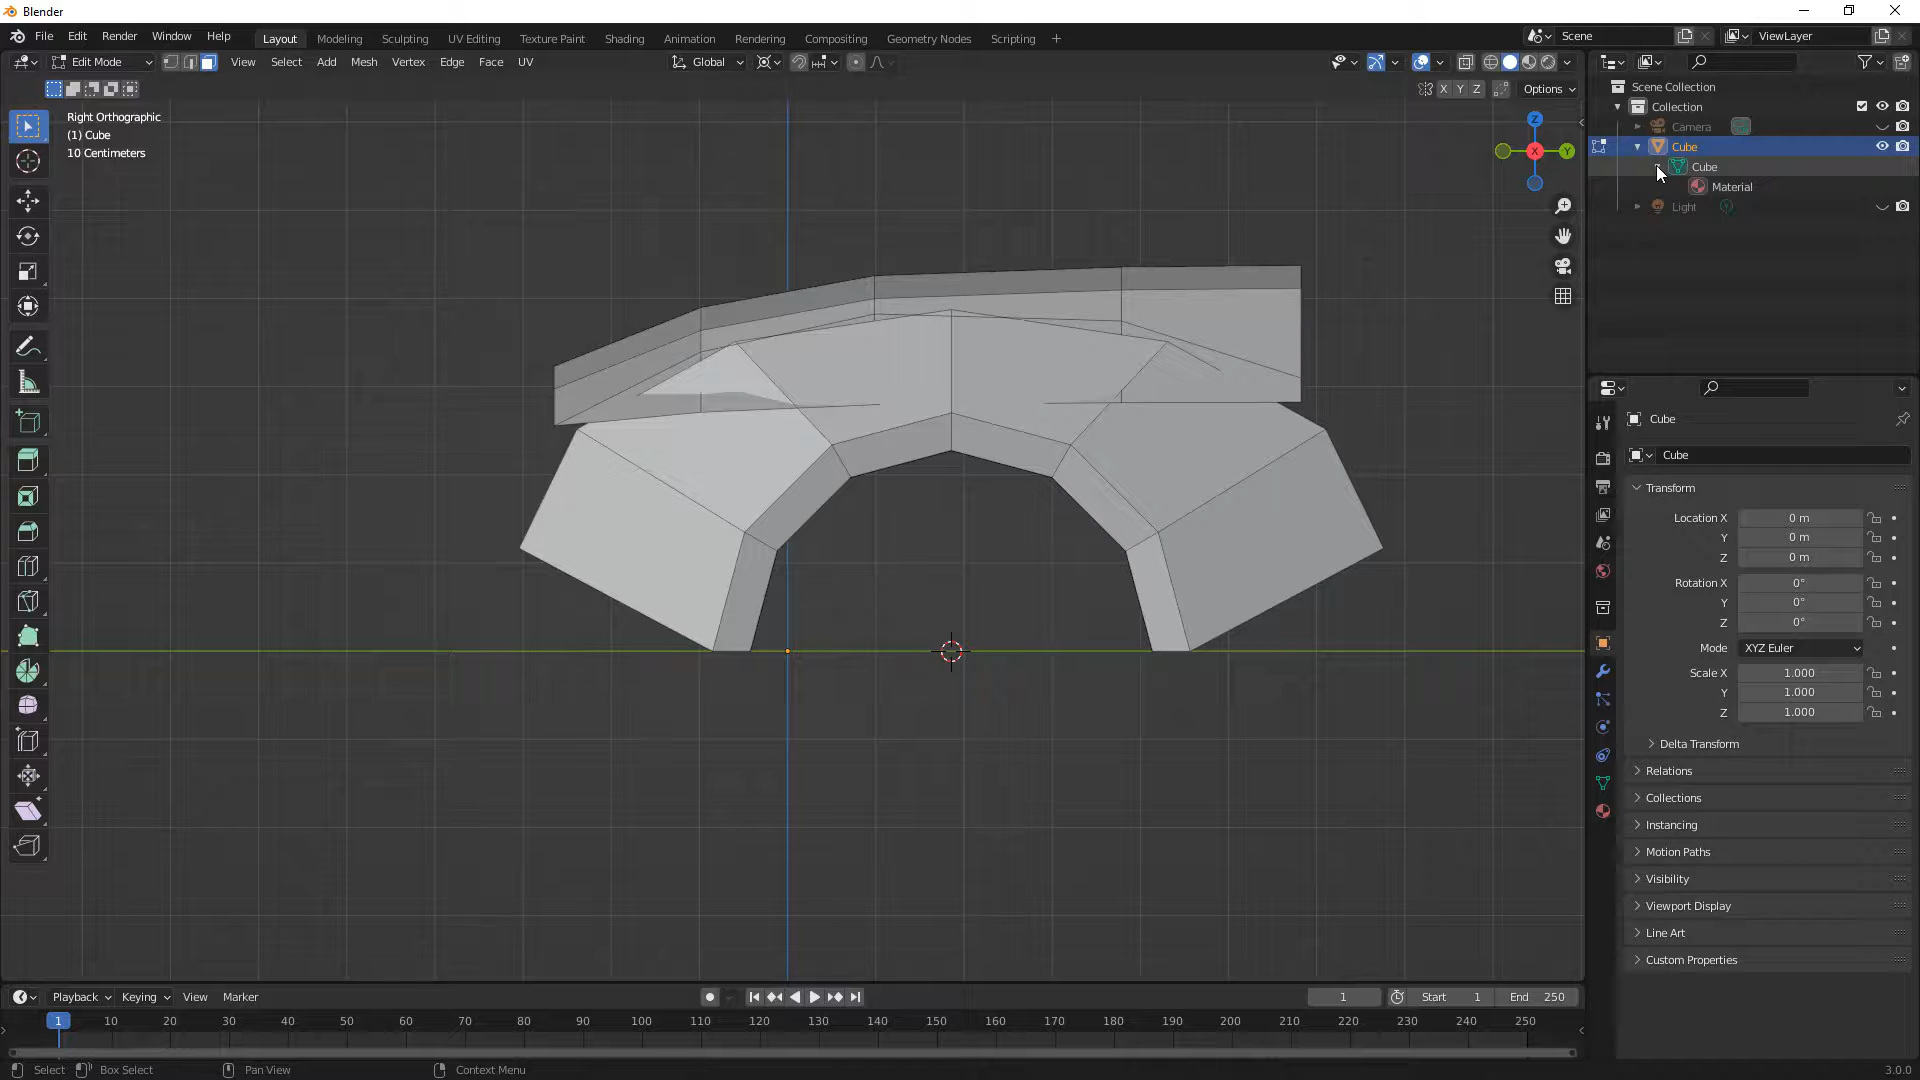 Blender
File Edit Render Window Help Layout Modeling Sculpting UV Editing Texture Paint Shading Animation Rendering Compositing Geometry Nodes Scripting + Scene ViewLayer
Edit Mode View Select Add Mesh Vertex Edge Face UV Global
X Y Z Options
Right Orthographic
(1) Cube
10 Centimeters
Z
X
Y
Scene Collection
Collection
Camera
Cube
Cube
Material
Light
Cube
Cube
Transform
Location X 0 m
Y 0 m
Z 0 m
Rotation X 0°
Y 0°
Z 0°
Mode XYZ Euler
Scale X 1.000
Y 1.000
Z 1.000
Delta Transform
Relations
Collections
Instancing
Motion Paths
Visibility
Viewport Display
Line Art
Custom Properties
Playback Keying View Marker 1 Start 1 End 250
1 10 20 30 40 50 60 70 80 90 100 110 120 130 140 150 160 170 180 190 200 210 220 230 240 250
Select Box Select Pan View Context Menu 3.0.0